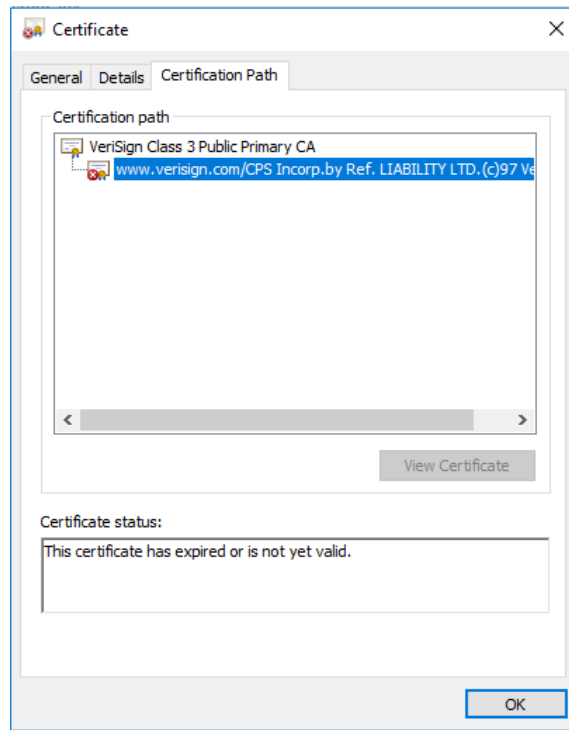 Certificate
General Details Certification Path
Certification path
VeriSign Class 3 Public Primary CA
www.verisign.com/CPS Incorp.by Ref. LIABILITY LTD.(c)97 Ve
View Certificate
Certificate status:
This certificate has expired or is not yet valid.
OK